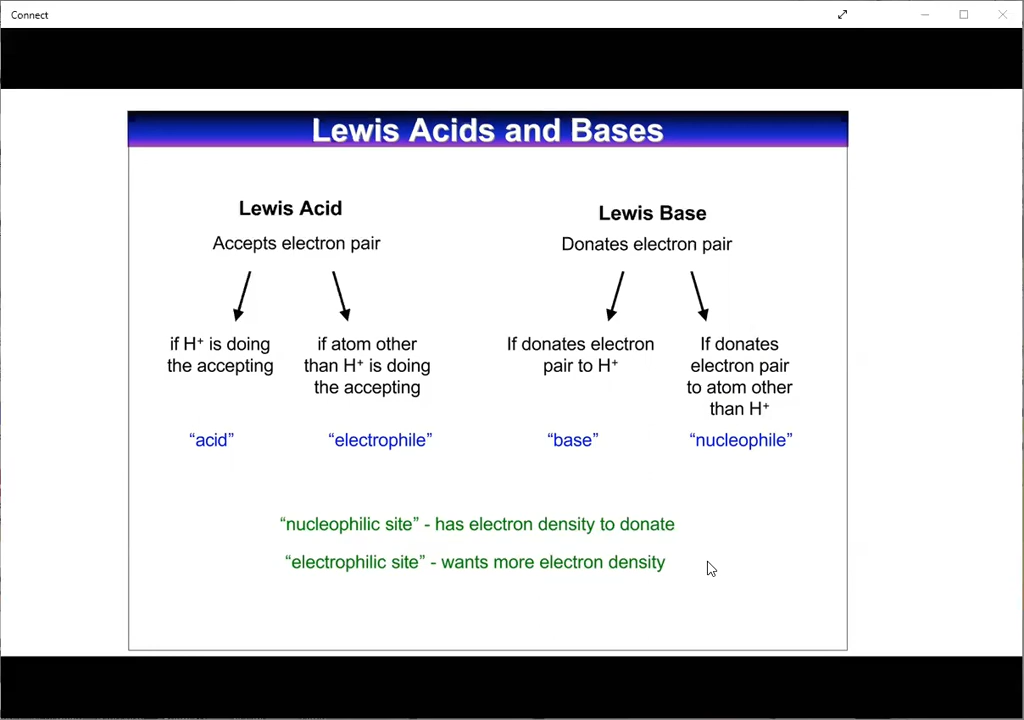 Connect
Lewis Acids and Bases
Lewis Acid
Accepts electron pair
if H⁺ is doing
the accepting
"acid"
if atom other
than H⁺ is doing
the accepting
"electrophile"
Lewis Base
Donates electron pair
If donates electron
pair to H⁺
"base"
If donates
electron pair
to atom other
than H⁺
"nucleophile"
"nucleophilic site" - has electron density to donate
"electrophilic site" - wants more electron density